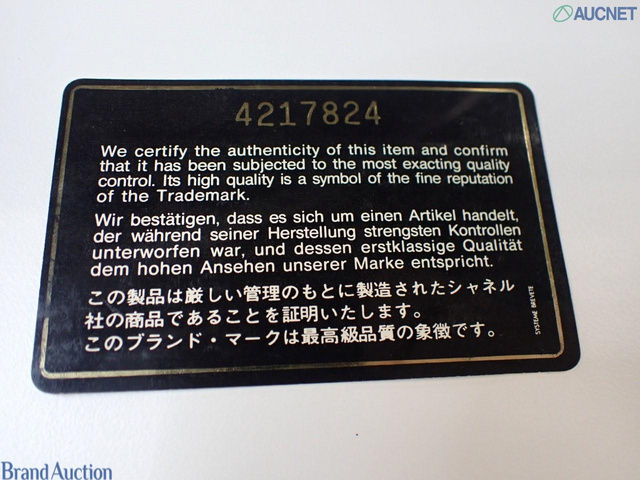 AUCNET
4217824
We certify the authenticity of this item and confirm
that it has been subjected to the most exacting quality
control. Its high quality is a symbol of the fine reputation
of the Trademark.
Wir bestätigen, dass es sich um einen Artikel handelt,
der während seiner Herstellung strengsten Kontrollen
unterworfen war, und dessen erstklassige Qualität
dem hohen Ansehen unserer Marke entspricht.
この製品は厳しい管理のもとに製造されたシャネル
社の商品であることを証明いたします。
このブランド・マークは最高級品質の象徴です。
SYSTEME BREVETE
Brand Auction